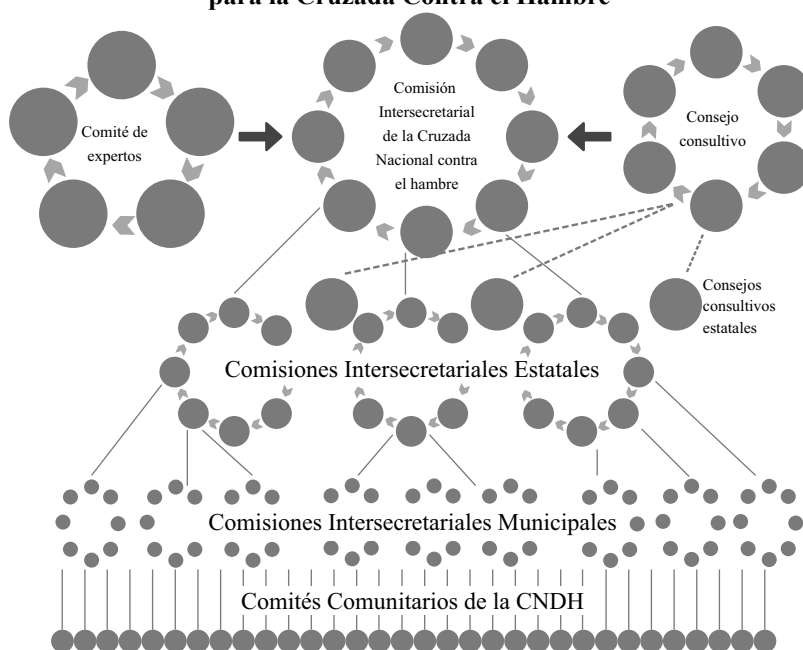 para la Cruzada Contra el Hambre
Comité de
expertos
Comisión
Intersecretarial
de la Cruzada
Nacional contra
el hambre
Consejo
consultivo
Consejos
consultivos
estatales
Comisiones Intersecretariales Estatales
Comisiones Intersecretariales Municipales
Comités Comunitarios de la CNDH